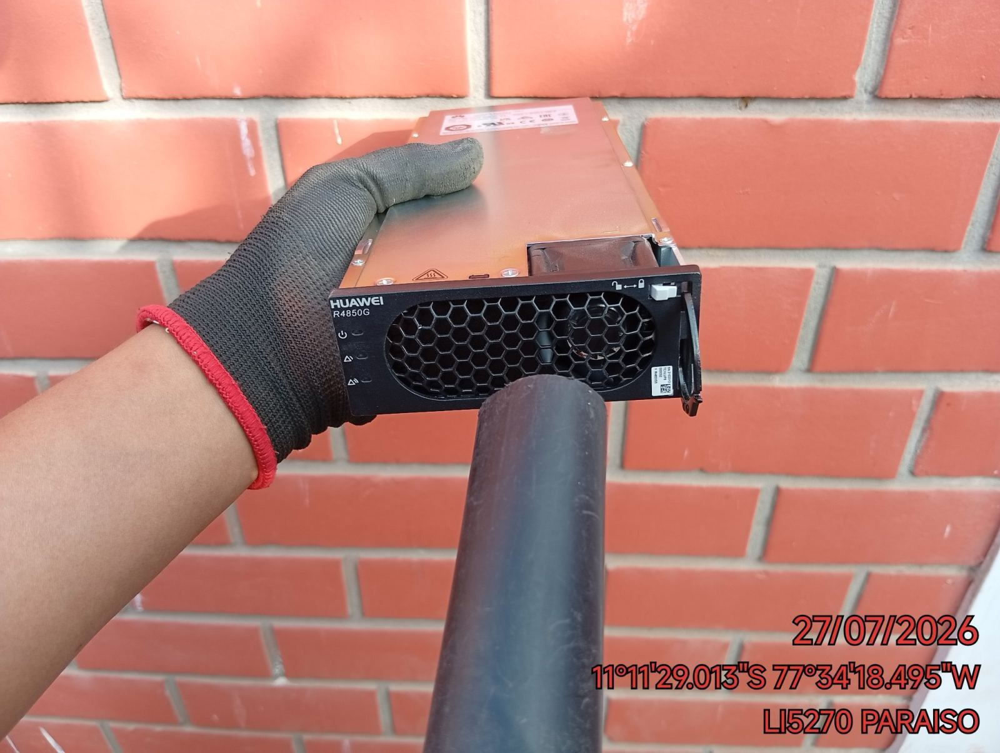 HUAWEI
R4850G
27/07/2026
11°11'29.013"S 77°34'18.495"W
LI5270 PARAISO